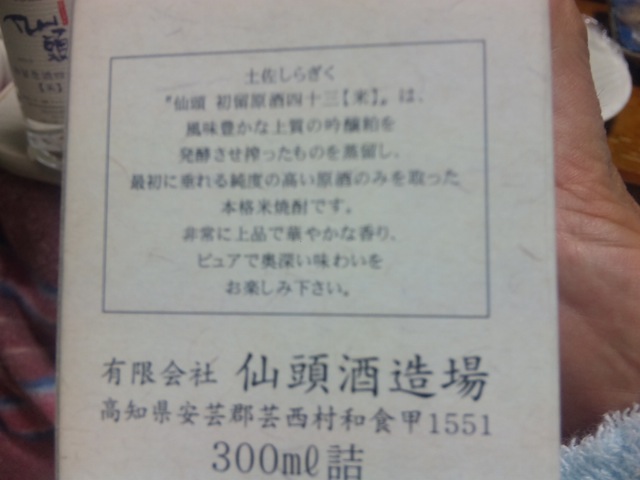 土佐しらぎく
〝仙頭 初留原酒四十三【米】〟は、
風味豊かな上質の吟醸粕を
発酵させ搾ったものを蒸留し、
最初に垂れる純度の高い原酒のみを取った
本格米焼酎です。
非常に上品で華やかな香り、
ピュアで奥深い味わいを
お楽しみ下さい。
有限会社 仙頭酒造場
高知県安芸郡芸西村和食甲1551
300mℓ詰